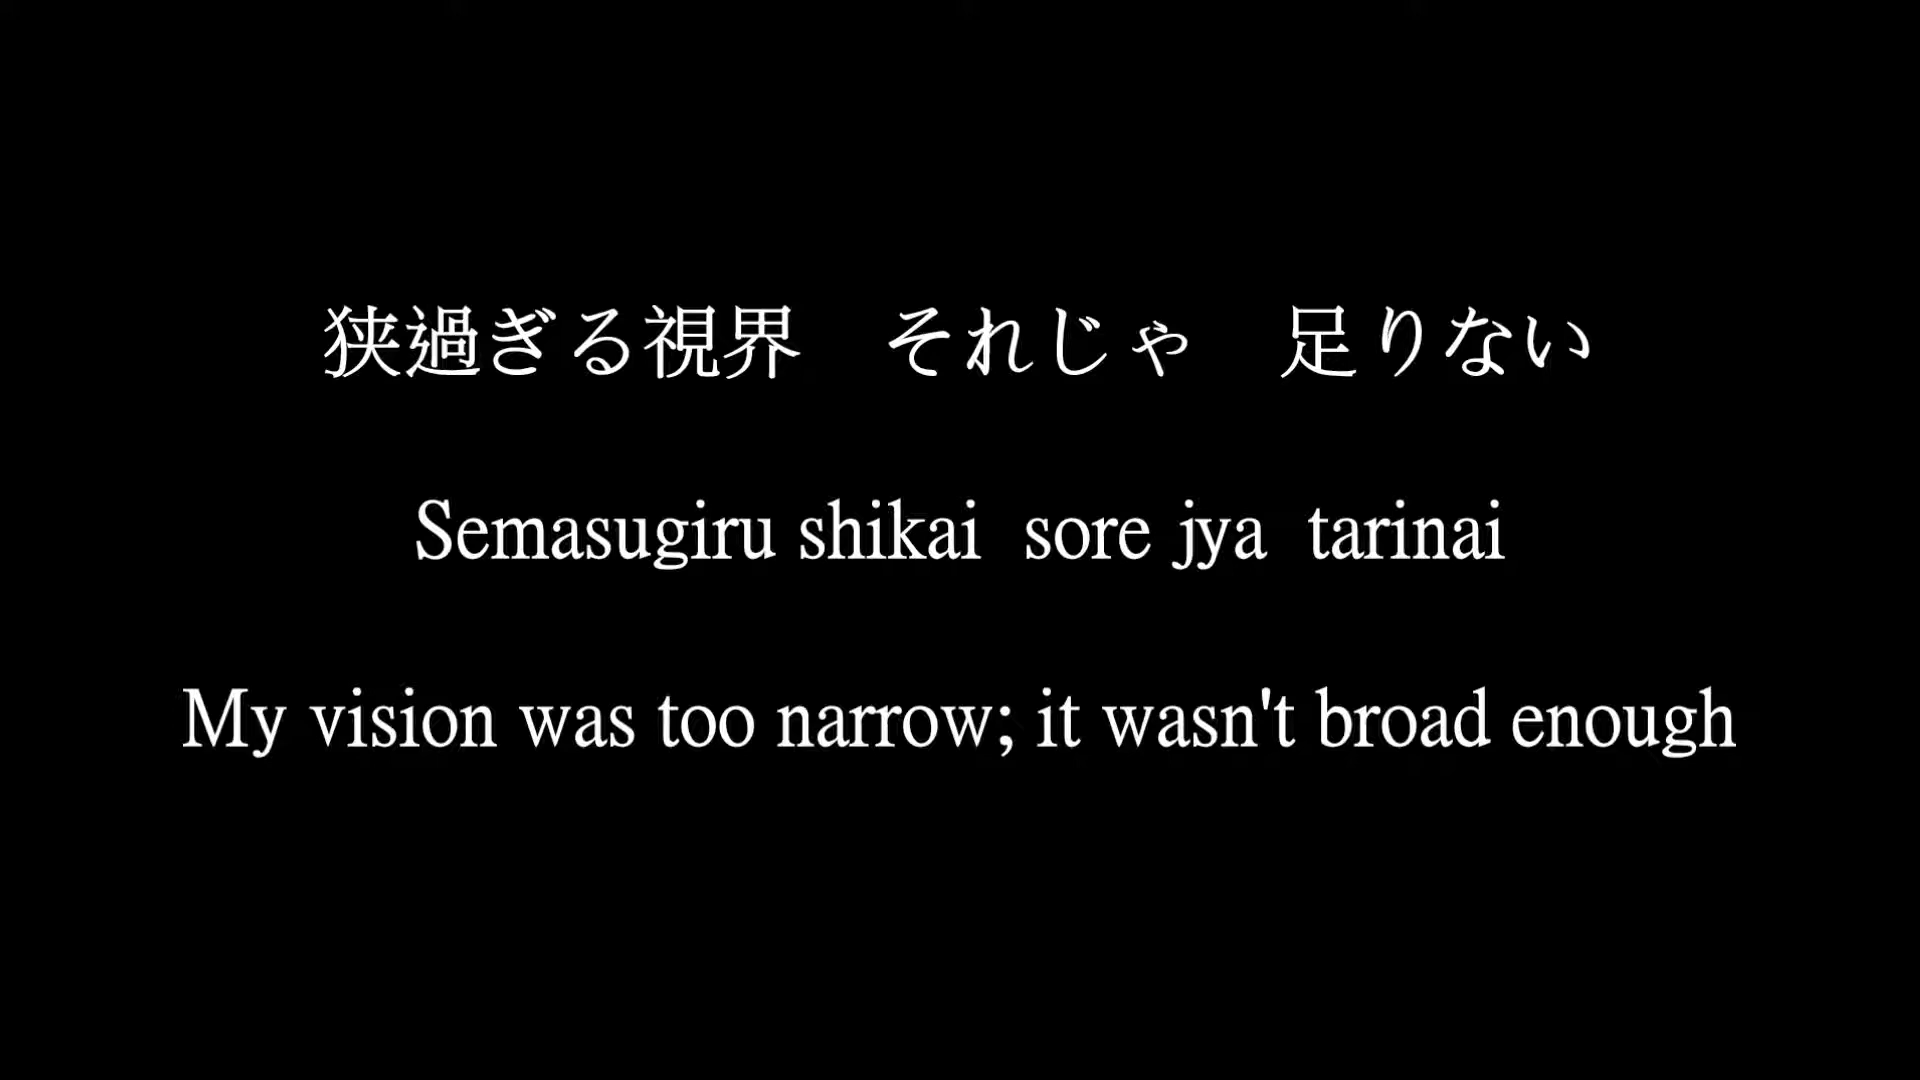 狭過ぎる視界　それじゃ　足りない
Semasugiru shikai  sore jya  tarinai
My vision was too narrow; it wasn't broad enough